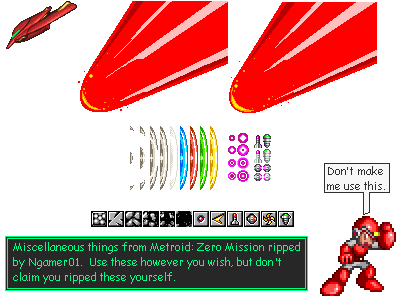 Don't make
me use this.
Miscellaneous things from Metroid: Zero Mission ripped
by Ngamer01. Use these however you wish, but don't
claim you ripped these yourself.